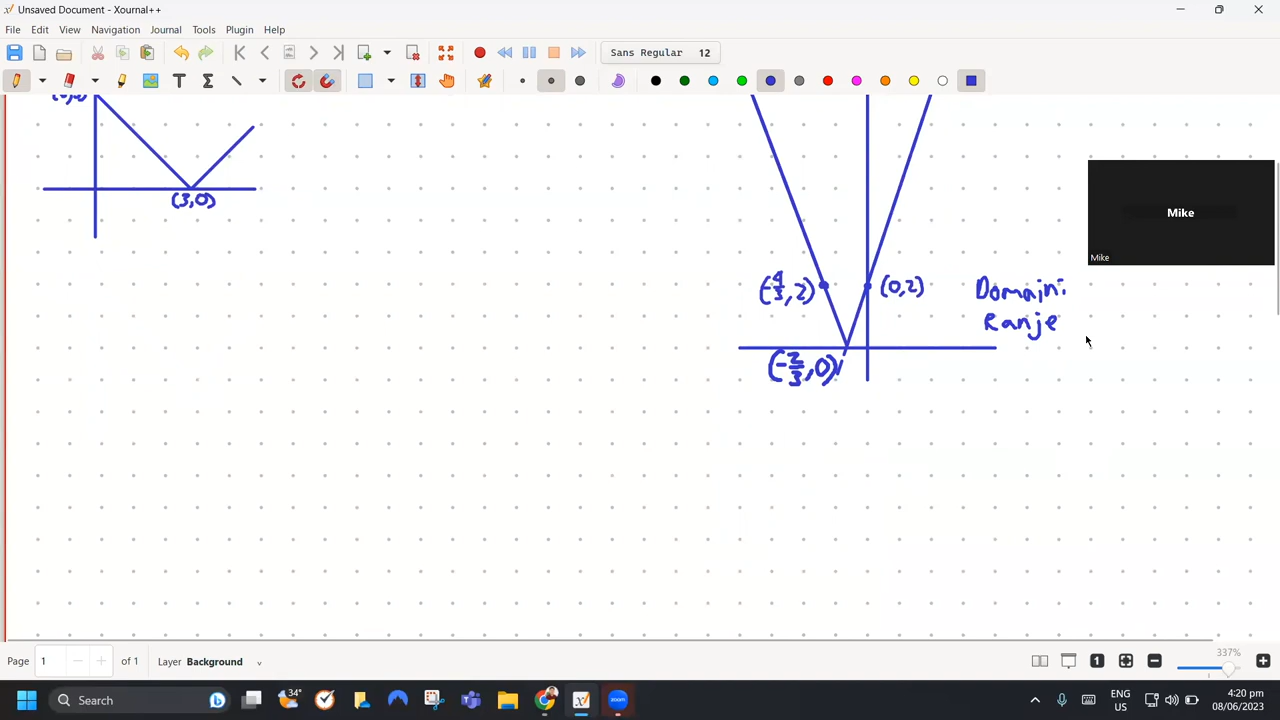 Unsaved Document - Xournal++
File Edit View Navigation Journal Tools Plugin Help
Sans Regular 12
(3,0)
Mike
Mike
(-4/3, 2)
(0,2)
Domain:
Range
(-2/3, 0)
337%
Page 1 of 1 Layer Background
Search
34°
ENG
US
4:20 pm
08/06/2023